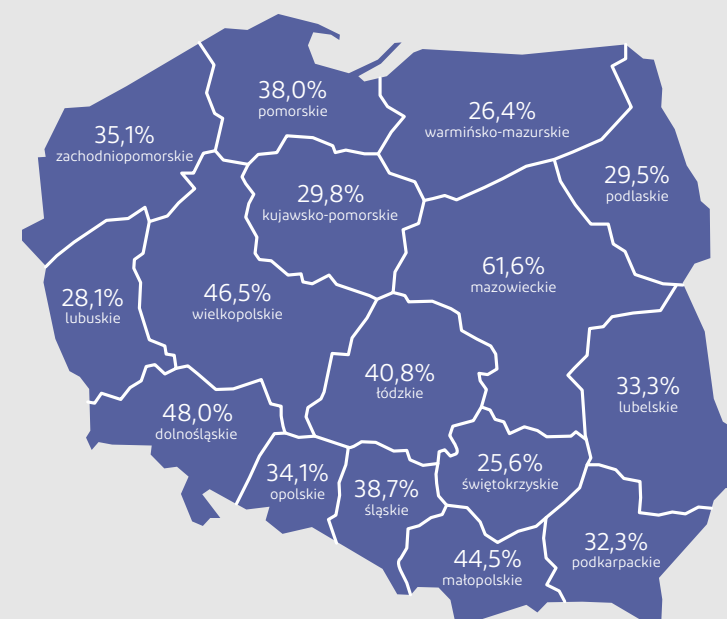 38,0%
pomorskie
26,4%
warmińsko-mazurskie
35,1%
zachodniopomorskie
29,5%
podlaskie
29,8%
kujawsko-pomorskie
61,6%
mazowieckie
28,1%
lubuskie
46,5%
wielkopolskie
40,8%
łódzkie
33,3%
lubelskie
48,0%
dolnośląskie
34,1%
opolskie
38,7%
śląskie
25,6%
świętokrzyskie
44,5%
małopolskie
32,3%
podkarpackie